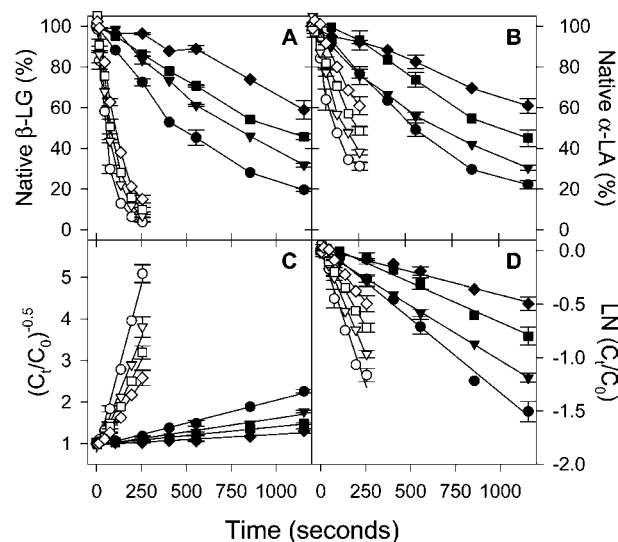 100
80
60
40
20
0
Native β-LG (%)
A
B
100
80
60
40
20
0
Native α-LA (%)
5
4
3
2
1
(Cₜ/C₀)⁻⁰·⁵
C
D
0.0
-0.5
-1.0
-1.5
-2.0
LN (Cₜ/C₀)
0 250 500 750 1000
0 250 500 750 1000
Time (seconds)